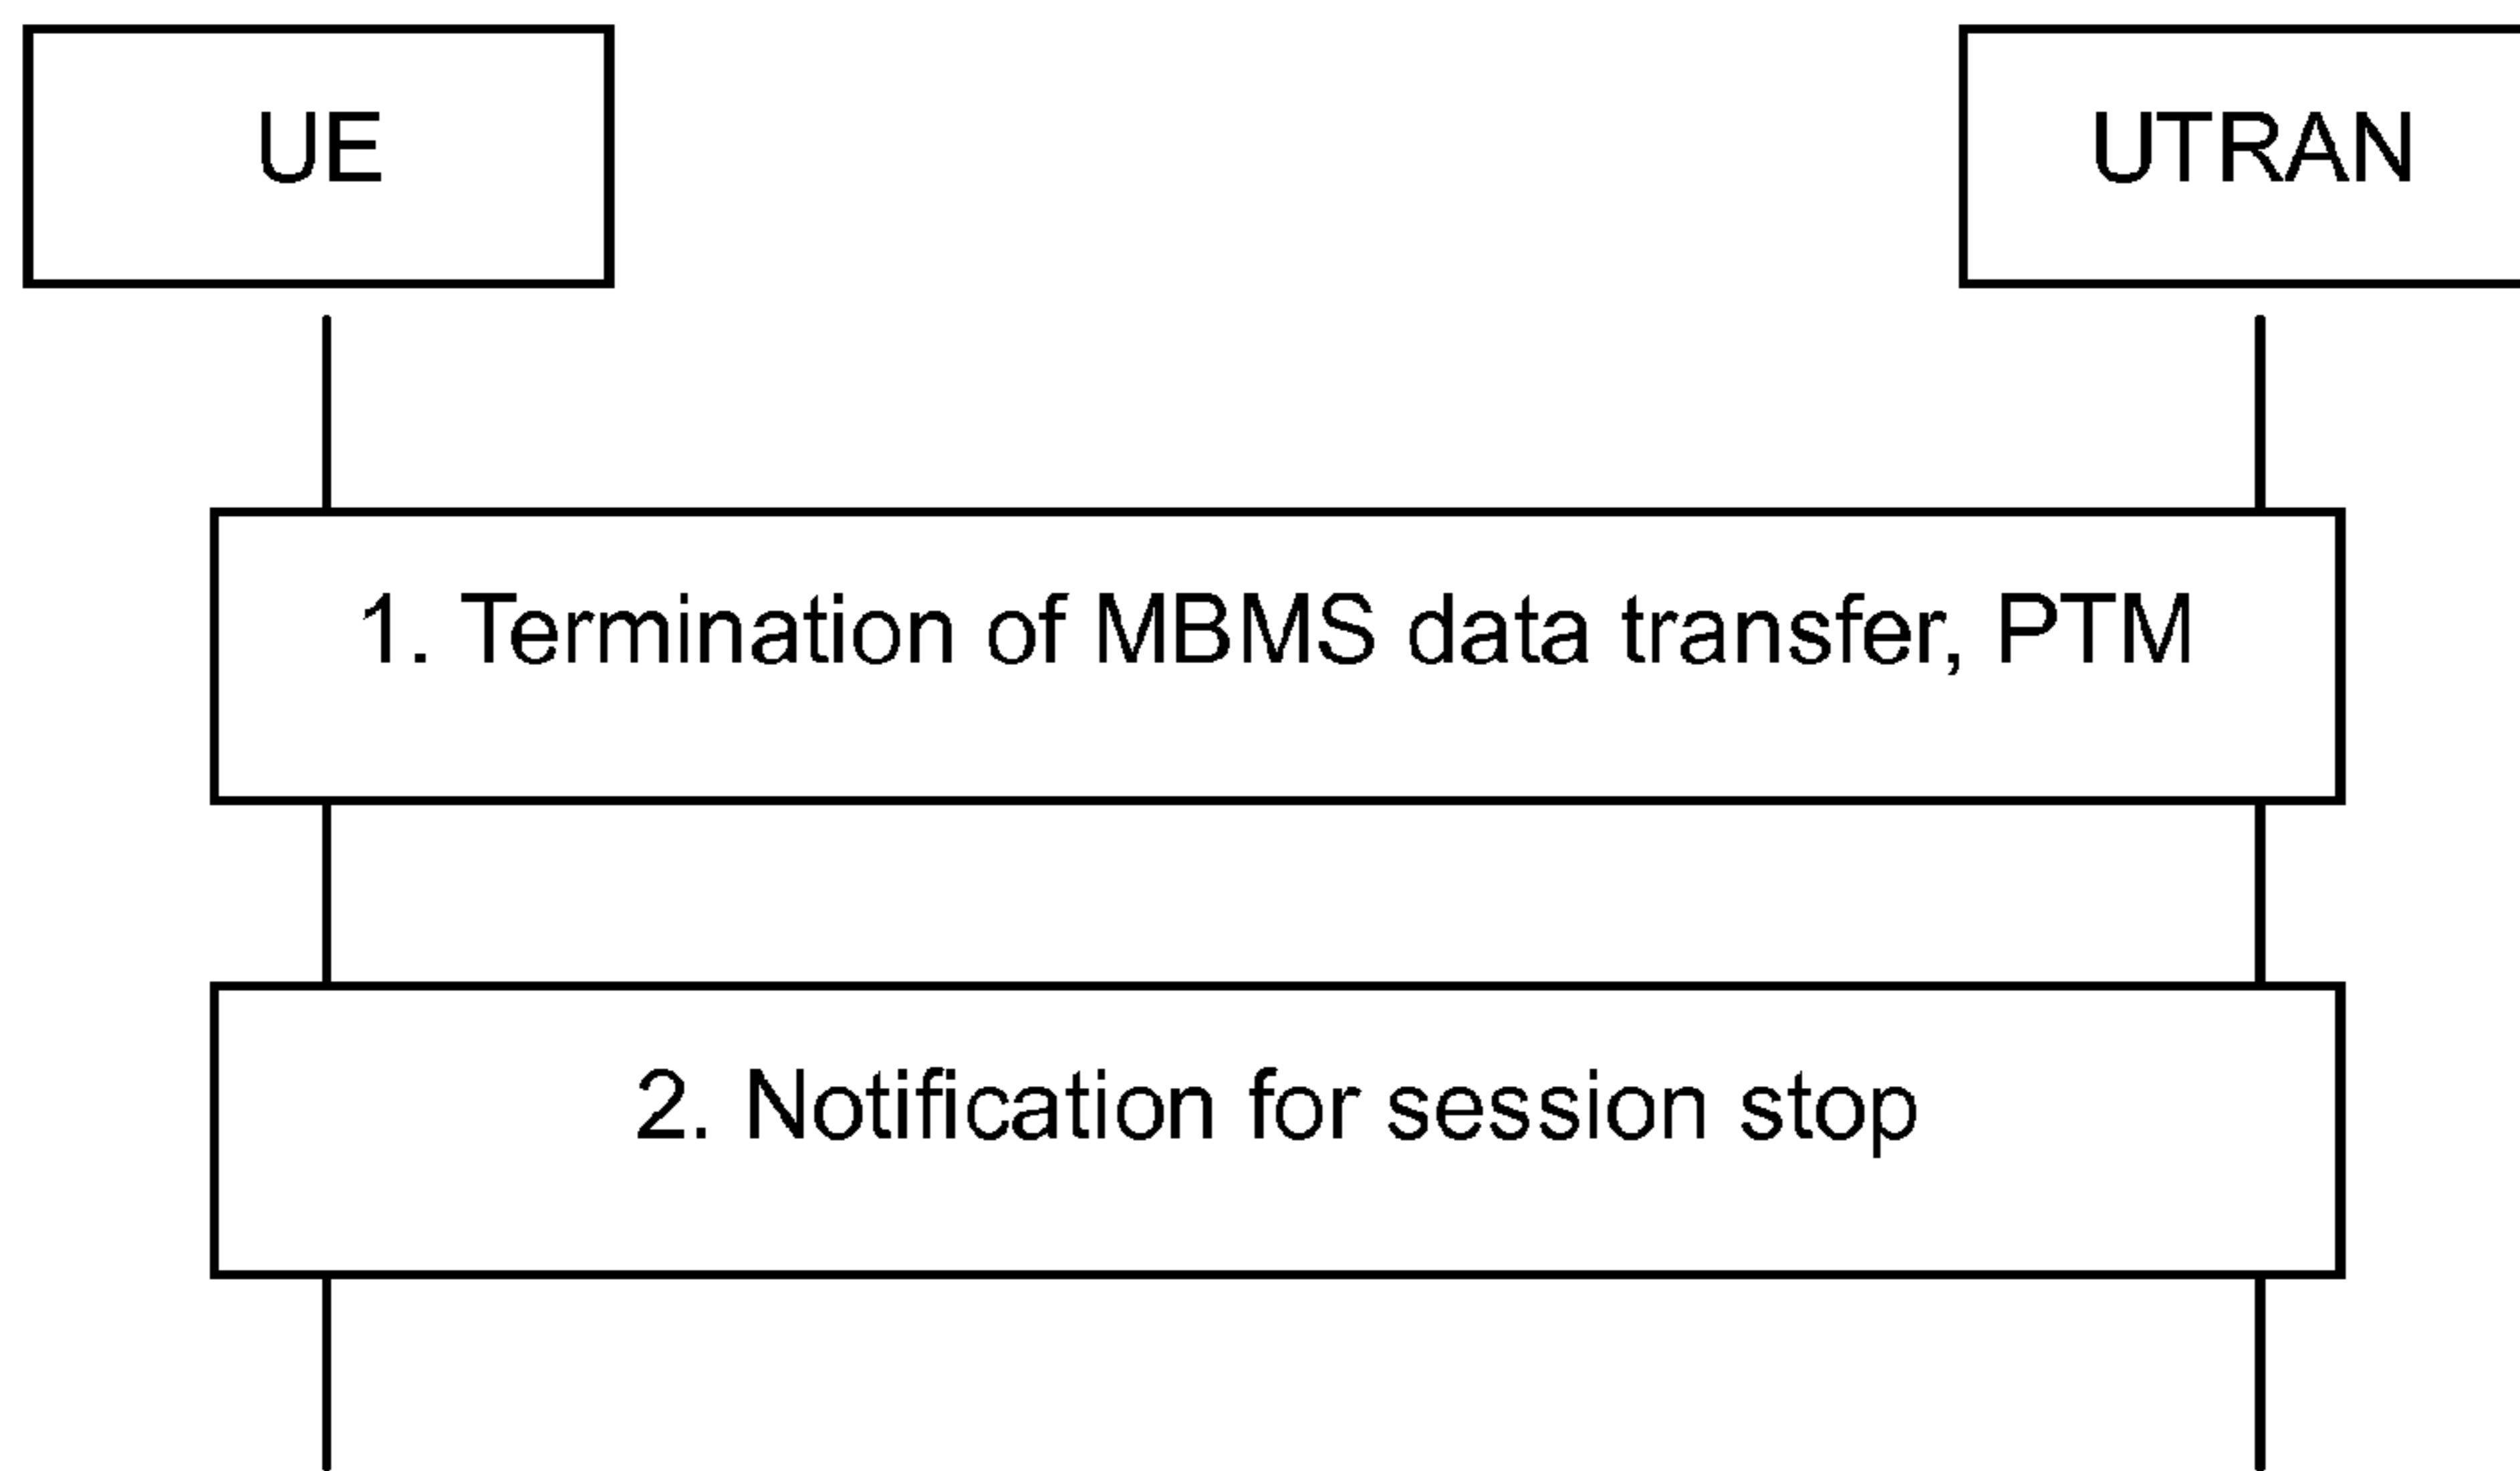 UE
UTRAN
1. Termination of MBMS data transfer, PTM
2. Notification for session stop